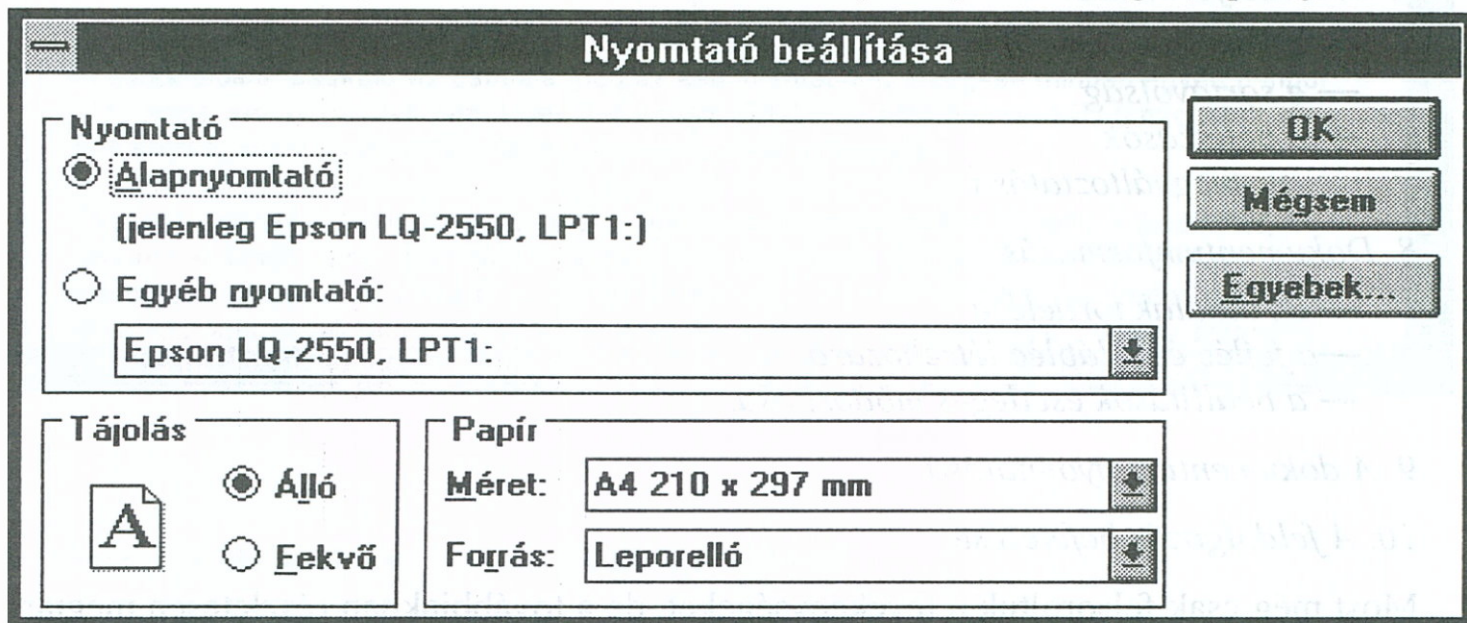 Nyomtató beállítása
Nyomtató
Alapnyomtató
(jelenleg Epson LQ-2550, LPT1:)
Egyéb nyomtató:
Epson LQ-2550, LPT1:
OK
Mégsem
Egyebek...
Tájolás
A
Álló
Fekvő
Papír
Méret: A4 210 x 297 mm
Forrás: Leporelló